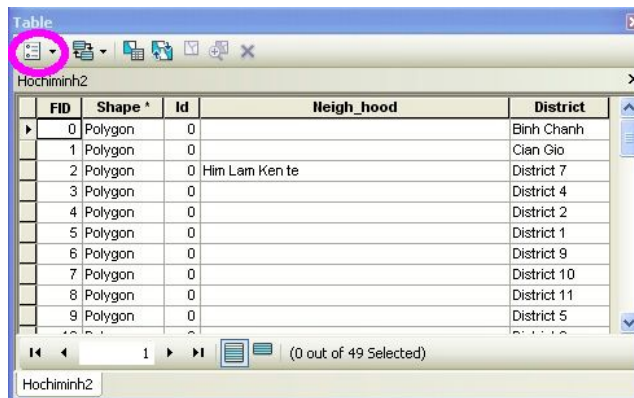 Table
Hochiminh2
FID Shape * Id Neigh_hood District
0 Polygon 0 Binh Chanh
1 Polygon 0 Cian Gio
2 Polygon 0 Him Lam Ken te District 7
3 Polygon 0 District 4
4 Polygon 0 District 2
5 Polygon 0 District 1
6 Polygon 0 District 9
7 Polygon 0 District 10
8 Polygon 0 District 11
9 Polygon 0 District 5
1 (0 out of 49 Selected)
Hochiminh2